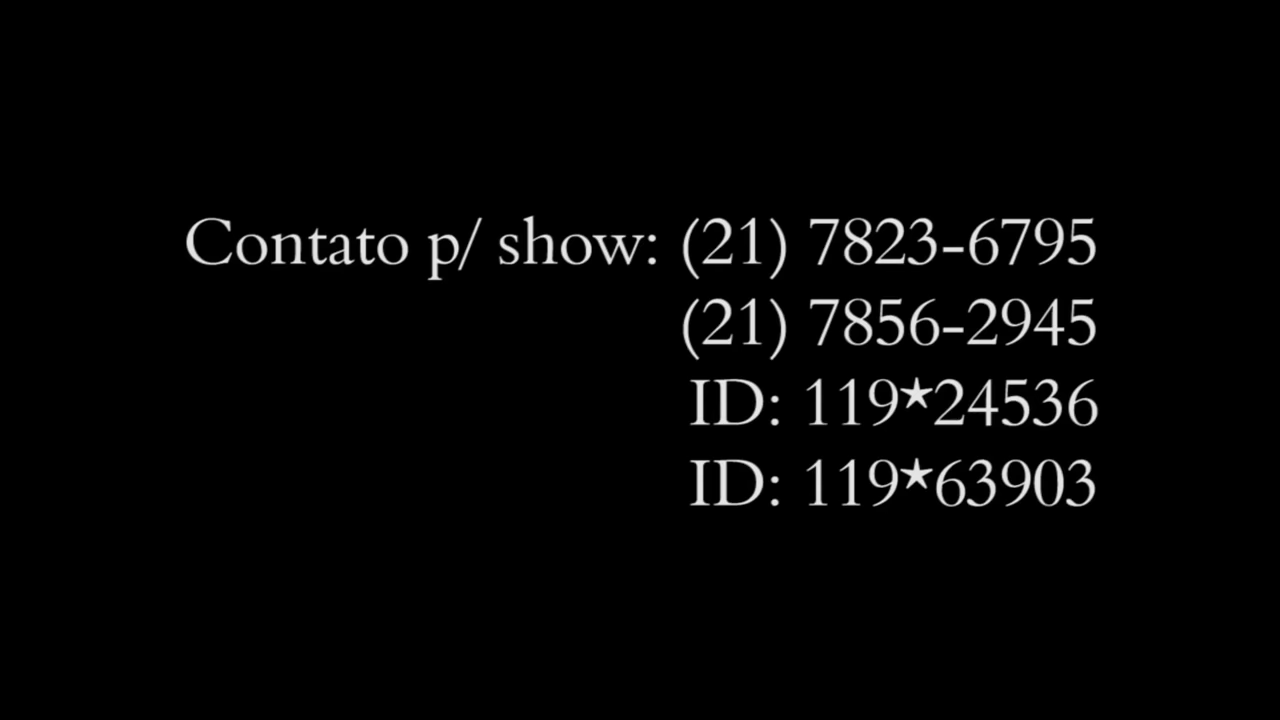 Contato p/ show: (21) 7823-6795
(21) 7856-2945
ID: 119*24536
ID: 119*63903